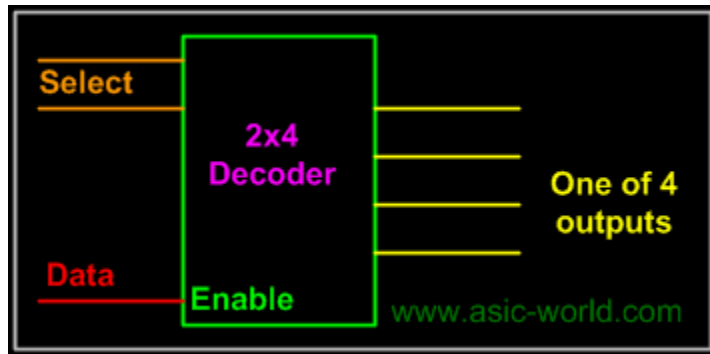 Select
2x4
Decoder
One of 4
outputs
Data
Enable
www.asic-world.com